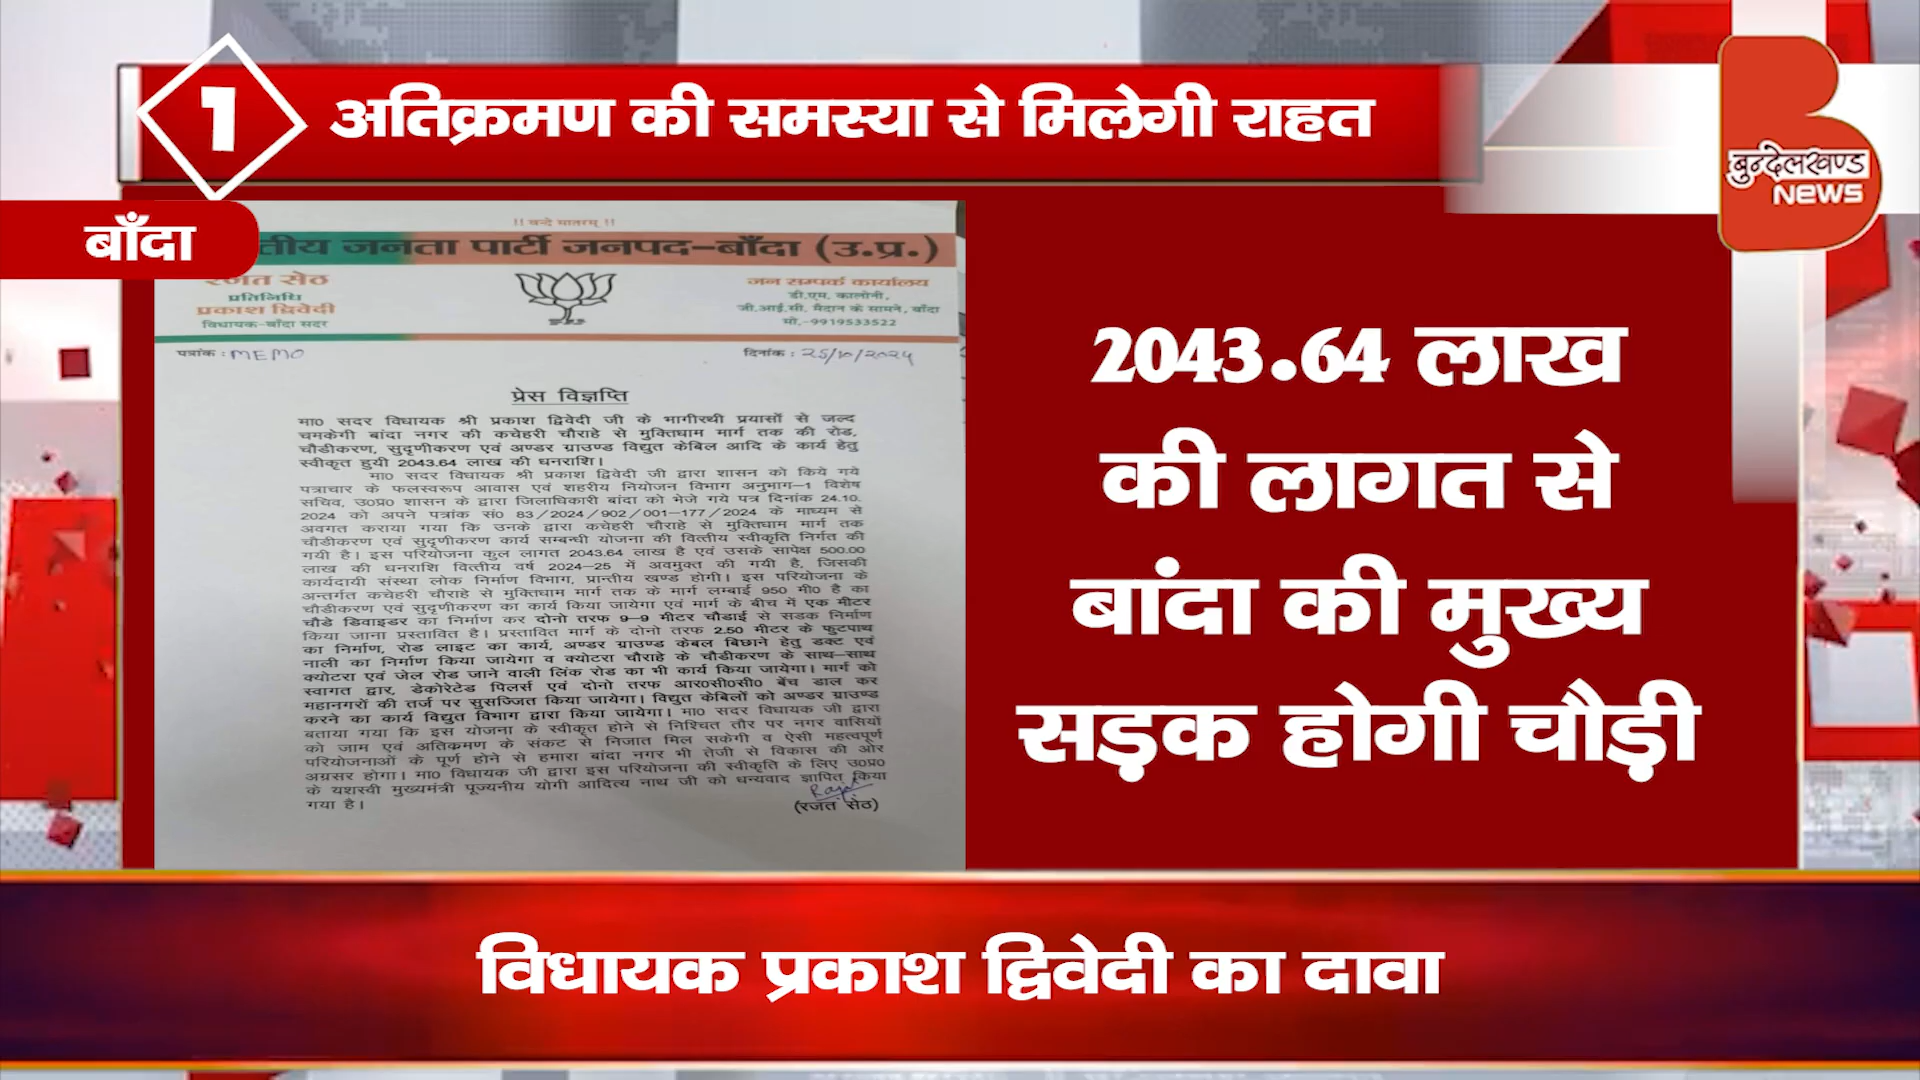 1
अतिक्रमण की समस्या से मिलेगी राहत
बुन्देलखण्ड
NEWS
बाँदा
!! वन्दे मातरम् !!
तीय जनता पार्टी जनपद-बाँदा (उ.प्र.)
रजत सेठ
प्रतिनिधि
प्रकाश द्विवेदी
विधायक-बाँदा सदर
जन सम्पर्क कार्यालय
डी.एम. कालोनी,
जी.आई.सी. मैदान के सामने, बाँदा
मो.-9919533522
पत्रांक : MEMO
दिनांक : 25/10/2024
प्रेस विज्ञप्ति
मा0 सदर विधायक श्री प्रकाश द्विवेदी जी के भागीरथी प्रयासों से जल्द
चमकेगी बांदा नगर की कचेहरी चौराहे से मुक्तिधाम मार्ग तक की रोड,
चौडीकरण, सुदृणीकरण एवं अण्डर ग्राउण्ड विद्युत केबिल आदि के कार्य हेतु
स्वीकृत हुयी 2043.64 लाख की धनराशि।
मा0 सदर विधायक श्री प्रकाश द्विवेदी जी द्वारा शासन को किये गये
पत्राचार के फलस्वरूप आवास एवं शहरीय नियोजन विभाग अनुभाग-1 विशेष
सचिव, उ0प्र0 शासन के द्वारा जिलाधिकारी बांदा को भेजे गये पत्र दिनांक 24.10.
2024 को अपने पत्रांक सं0 83/2024/902/001-177/2024 के माध्यम से
अवगत कराया गया कि उनके द्वारा कचेहरी चौराहे से मुक्तिधाम मार्ग तक
चौडीकरण एवं सुदृणीकरण कार्य सम्बन्धी योजना की वित्तीय स्वीकृति निर्गत की
गयी है। इस परियोजना कुल लागत 2043.64 लाख है एवं उसके सापेक्ष 500.00
लाख की धनराशि वित्तीय वर्ष 2024-25 में अवमुक्त की गयी है, जिसकी
कार्यदायी संस्था लोक निर्माण विभाग, प्रान्तीय खण्ड होगी। इस परियोजना के
अन्तर्गत कचेहरी चौराहे से मुक्तिधाम मार्ग तक के मार्ग लम्बाई 950 मी0 है का
चौडीकरण एवं सुदृणीकरण का कार्य किया जायेगा एवं मार्ग के बीच में एक मीटर
चौडे डिवाइडर का निर्माण कर दोनो तरफ 9-9 मीटर चौडाई से सडक निर्माण
किया जाना प्रस्तावित है। प्रस्तावित मार्ग के दोनो तरफ 2.50 मीटर के फुटपाथ
का निर्माण, रोड लाइट का कार्य, अण्डर ग्राउण्ड केबल बिछाने हेतु डक्ट एवं
नाली का निर्माण किया जायेगा व क्योटरा चौराहे के चौडीकरण के साथ-साथ
क्योटरा एवं जेल रोड जाने वाली लिंक रोड का भी कार्य किया जायेगा। मार्ग को
स्वागत द्वार, डेकोरेटेड पिलर्स एवं दोनो तरफ आर0सी0सी0 बेंच डाल कर
महानगरों की तर्ज पर सुसज्जित किया जायेगा। विद्युत केबिलों को अण्डर ग्राउण्ड
करने का कार्य विद्युत विभाग द्वारा किया जायेगा। मा0 सदर विधायक जी द्वारा
बताया गया कि इस योजना के स्वीकृत होने से निश्चित तौर पर नगर वासियों
को जाम एवं अतिक्रमण के संकट से निजात मिल सकेगी व ऐसी महत्वपूर्ण
परियोजनाओं के पूर्ण होने से हमारा बांदा नगर भी तेजी से विकास की ओर
अग्रसर होगा। मा0 विधायक जी द्वारा इस परियोजना की स्वीकृति के लिए उ0प्र0
के यशस्वी मुख्यमंत्री पूज्यनीय योगी आदित्य नाथ जी को धन्यवाद ज्ञापित किया
गया है।
(रजत सेठ)
2043.64 लाख
की लागत से
बांदा की मुख्य
सड़क होगी चौड़ी
विधायक प्रकाश द्विवेदी का दावा